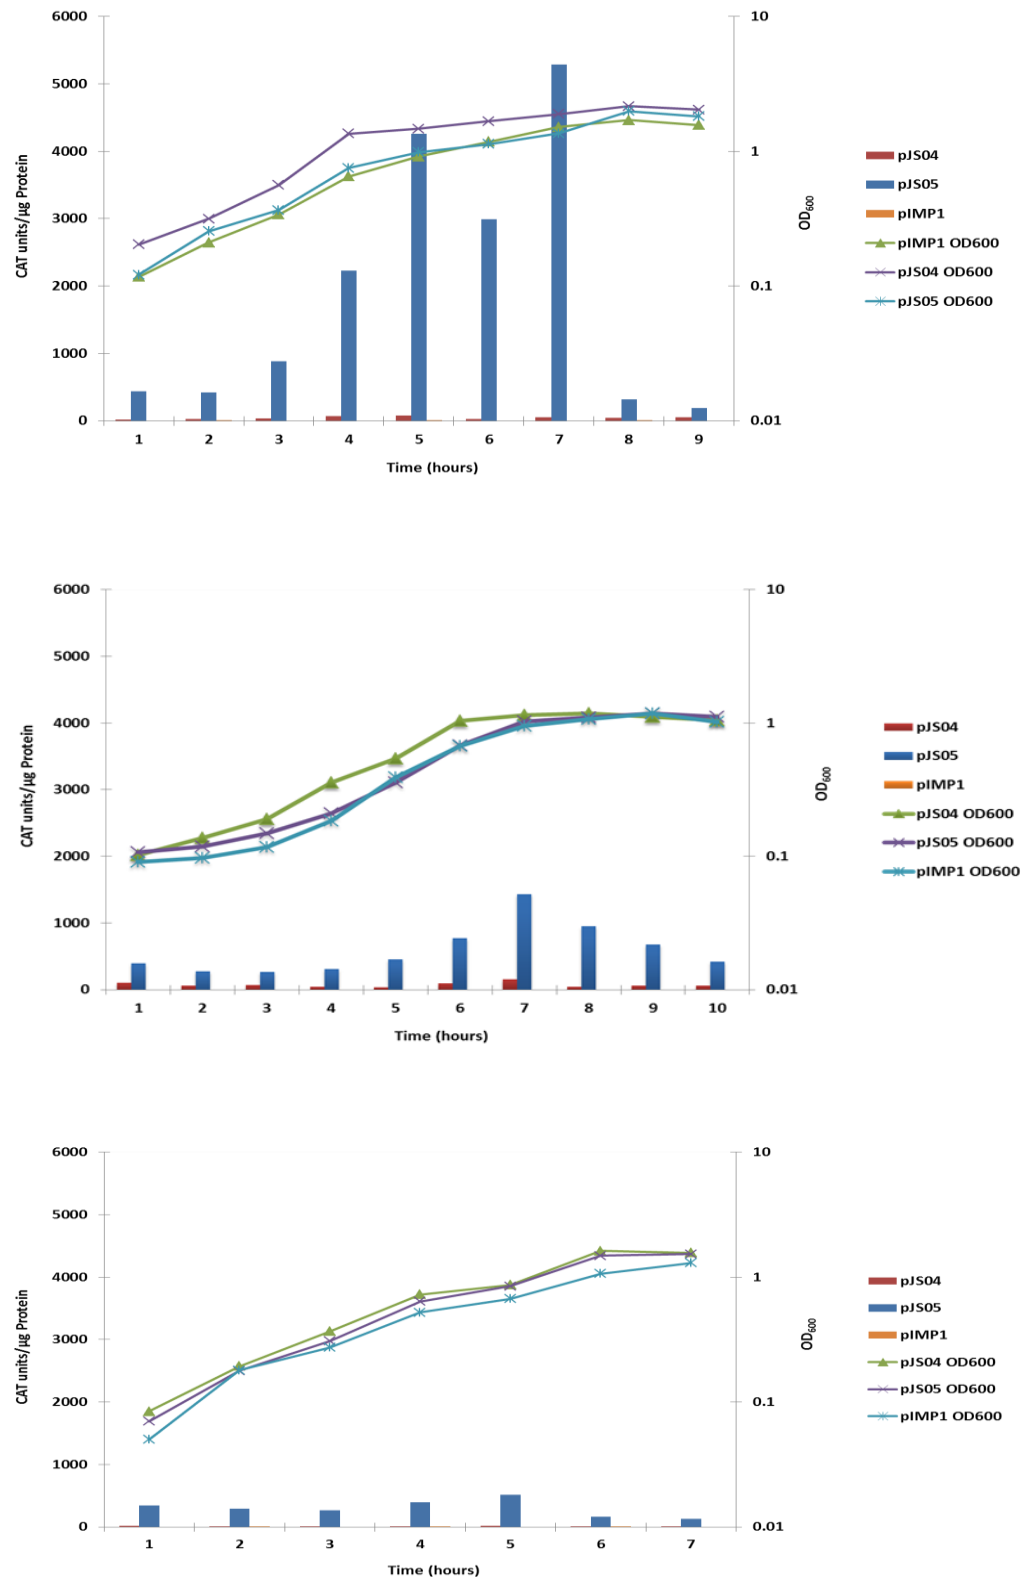 6000
5000
4000
3000
2000
1000
0
CAT units/µg Protein
10
1
0.1
0.01
OD600
1 2 3 4 5 6 7 8 9
Time (hours)
pJS04
pJS05
pIMP1
pIMP1 OD600
pJS04 OD600
pJS05 OD600
6000
5000
4000
3000
2000
1000
0
CAT units/µg Protein
10
1
0.1
0.01
OD600
1 2 3 4 5 6 7 8 9 10
Time (hours)
pJS04
pJS05
pIMP1
pJS04 OD600
pJS05 OD600
pIMP1 OD600
6000
5000
4000
3000
2000
1000
0
CAT units/µg Protein
10
1
0.1
0.01
OD600
1 2 3 4 5 6 7
Time (hours)
pJS04
pJS05
pIMP1
pJS04 OD600
pJS05 OD600
pIMP1 OD600